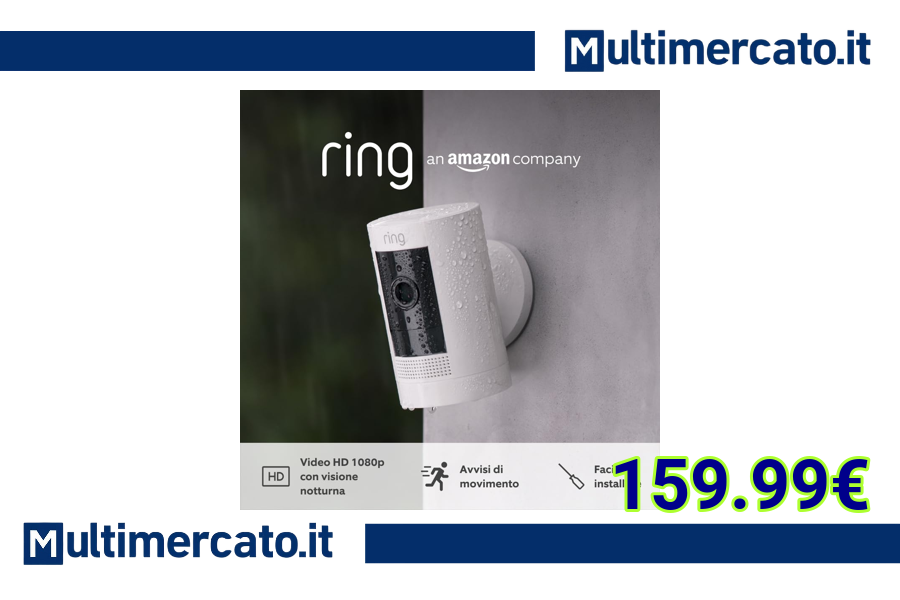 Multimercato.it
ring an amazon company
ring
HD
Video HD 1080p
con visione
notturna
Avvisi di
movimento
159.99€
Multimercato.it